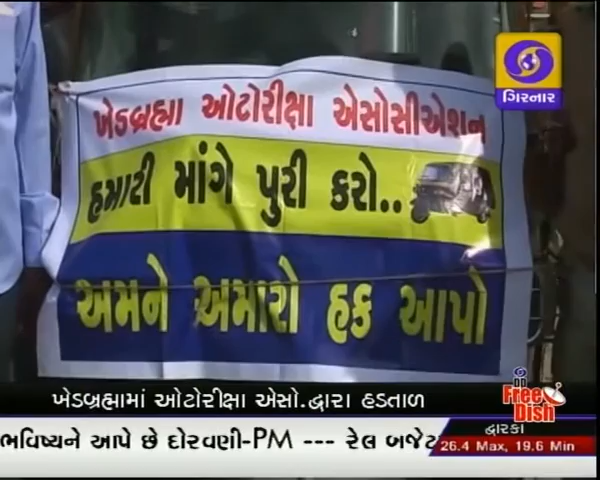 ગિરનાર
ખેડબ્રહ્મા ઓટોરીક્ષા એસોસીએશન
હમારી માંગે પુરી કરો..
અમને અમારો હક આપો
ખેડબ્રહ્મામાં ઓટોરીક્ષા એસો.દ્વારા હડતાળ
DD Free Dish
ભવિષ્યને આપે છે દોરવણી-PM --- રેલ બજેટ
દ્વારકા
26.4 Max, 19.6 Min